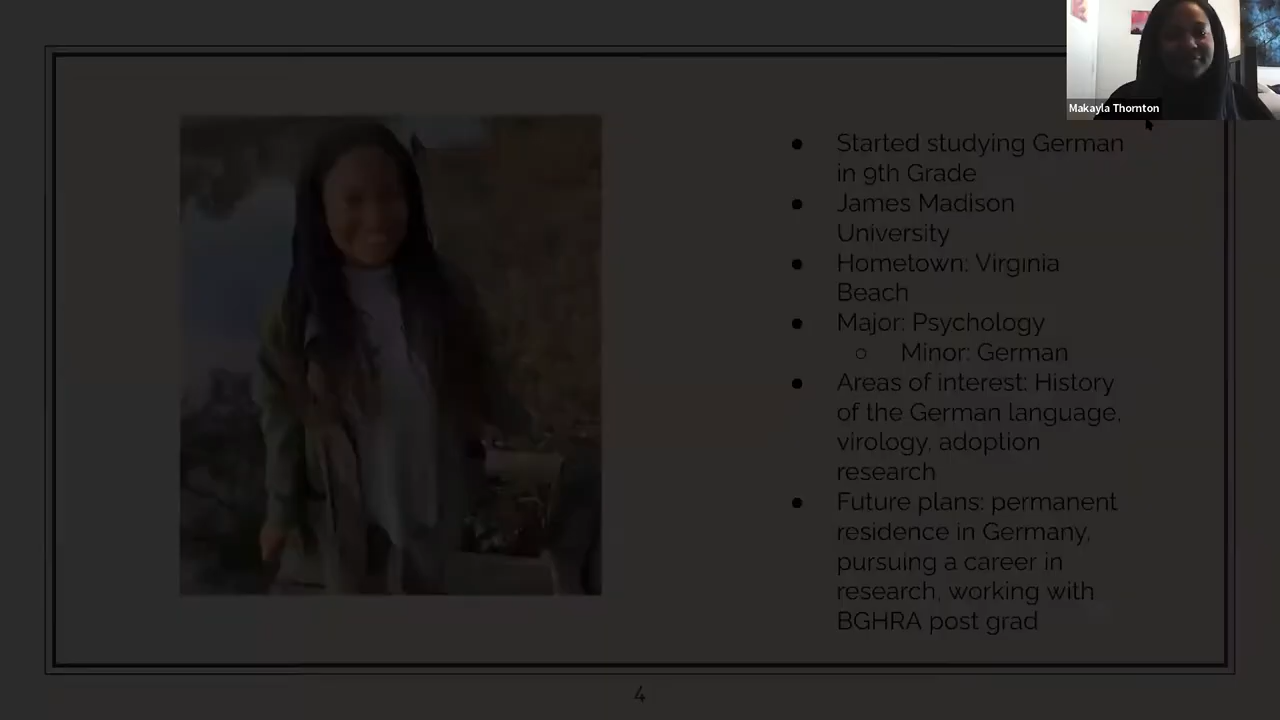 Makayla Thornton
● Started studying German
in 9th Grade
● James Madison
University
● Hometown: Virginia
Beach
● Major: Psychology
○ Minor: German
● Areas of interest: History
of the German language,
virology, adoption
research
● Future plans: permanent
residence in Germany,
pursuing a career in
research, working with
BGHRA post grad
4